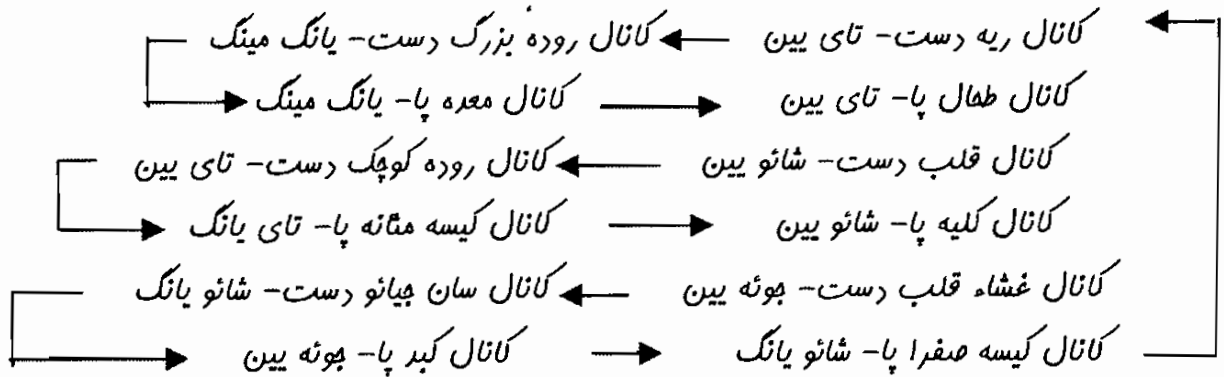 کانال ریه دست- تای یین کانال روده بزرگ دست- یانگ مینگ
کانال طحال پا- تای یین کانال معده پا- یانگ مینگ
کانال قلب دست- شائو یین کانال روده کوچک دست- تای یین
کانال کلیه پا- شائو یین کانال کیسه مثانه پا- تای یانگ
کانال غشاء قلب دست- جوئه یین کانال سان جیائو دست- شائو یانگ
کانال کیسه صفرا پا- شائو یانگ کانال کبد پا- جوئه یین